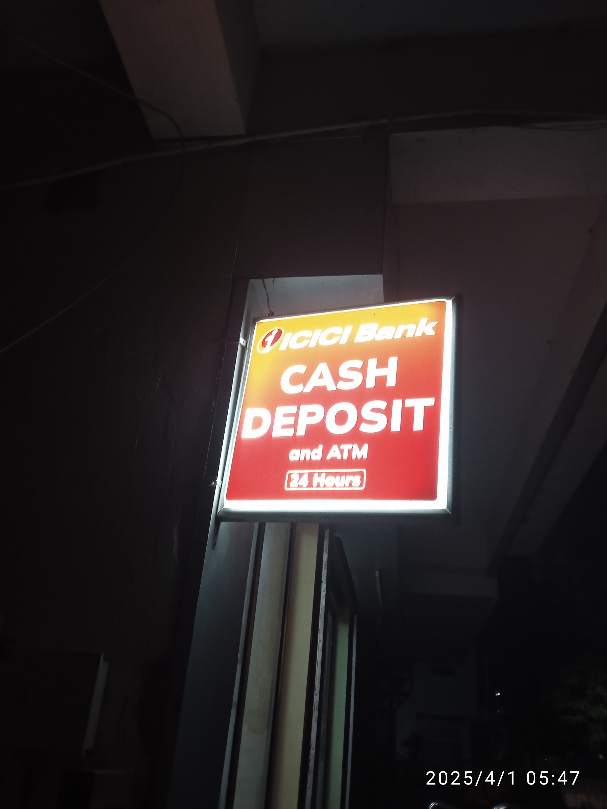 ICICI Bank
CASH
DEPOSIT
and ATM
24 Hours
2025/4/1 05:47